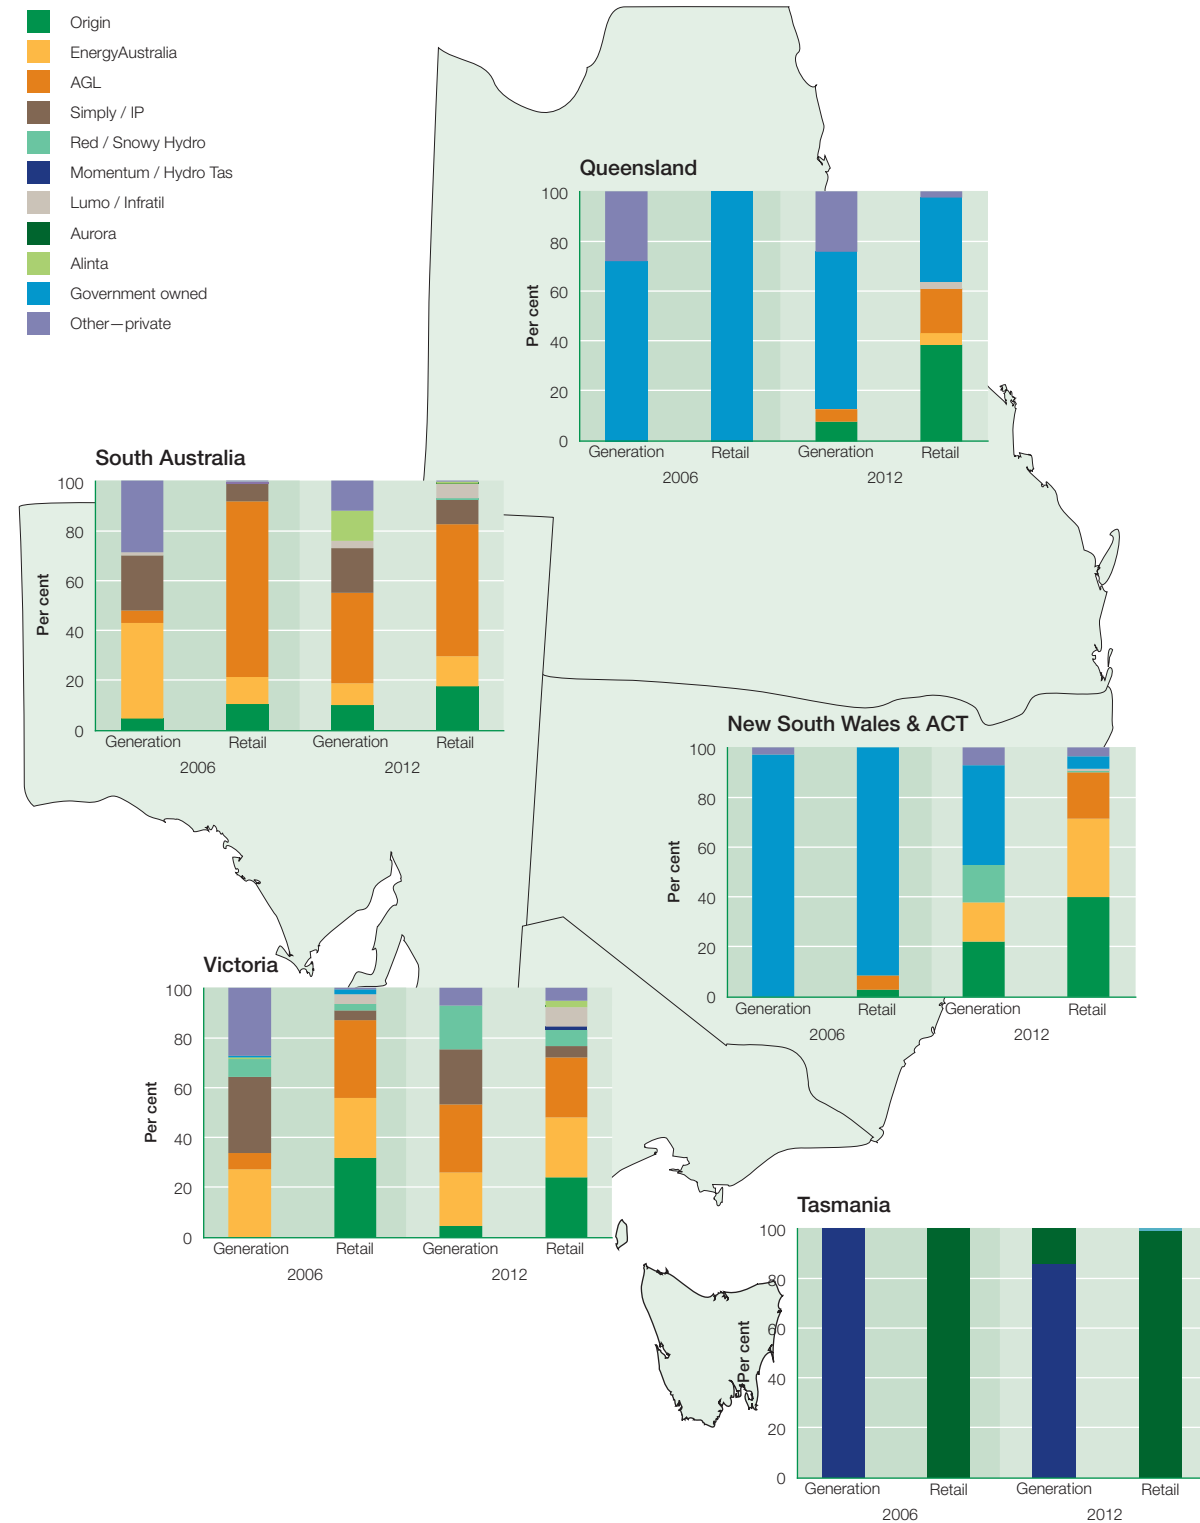 Origin
EnergyAustralia
AGL
Simply / IP
Red / Snowy Hydro
Momentum / Hydro Tas
Lumo / Infratil
Aurora
Alinta
Government owned
Other—private
Queensland
100
80
60
40
20
0
Per cent
Generation Retail Generation Retail
2006 2012
South Australia
100
80
60
40
20
0
Per cent
Generation Retail Generation Retail
2006 2012
New South Wales & ACT
100
80
60
40
20
0
Per cent
Generation Retail Generation Retail
2006 2012
Victoria
100
80
60
40
20
0
Per cent
Generation Retail Generation Retail
2006 2012
Tasmania
100
80
60
40
20
0
Per cent
Generation Retail Generation Retail
2006 2012